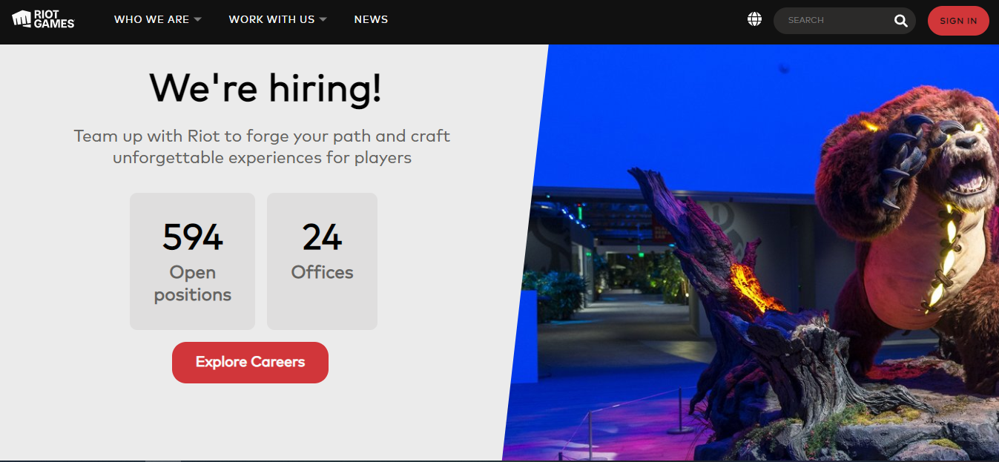 RIOT
GAMES
WHO WE ARE
WORK WITH US
NEWS
SEARCH
SIGN IN
We're hiring!
Team up with Riot to forge your path and craft
unforgettable experiences for players
594
Open
positions
24
Offices
Explore Careers